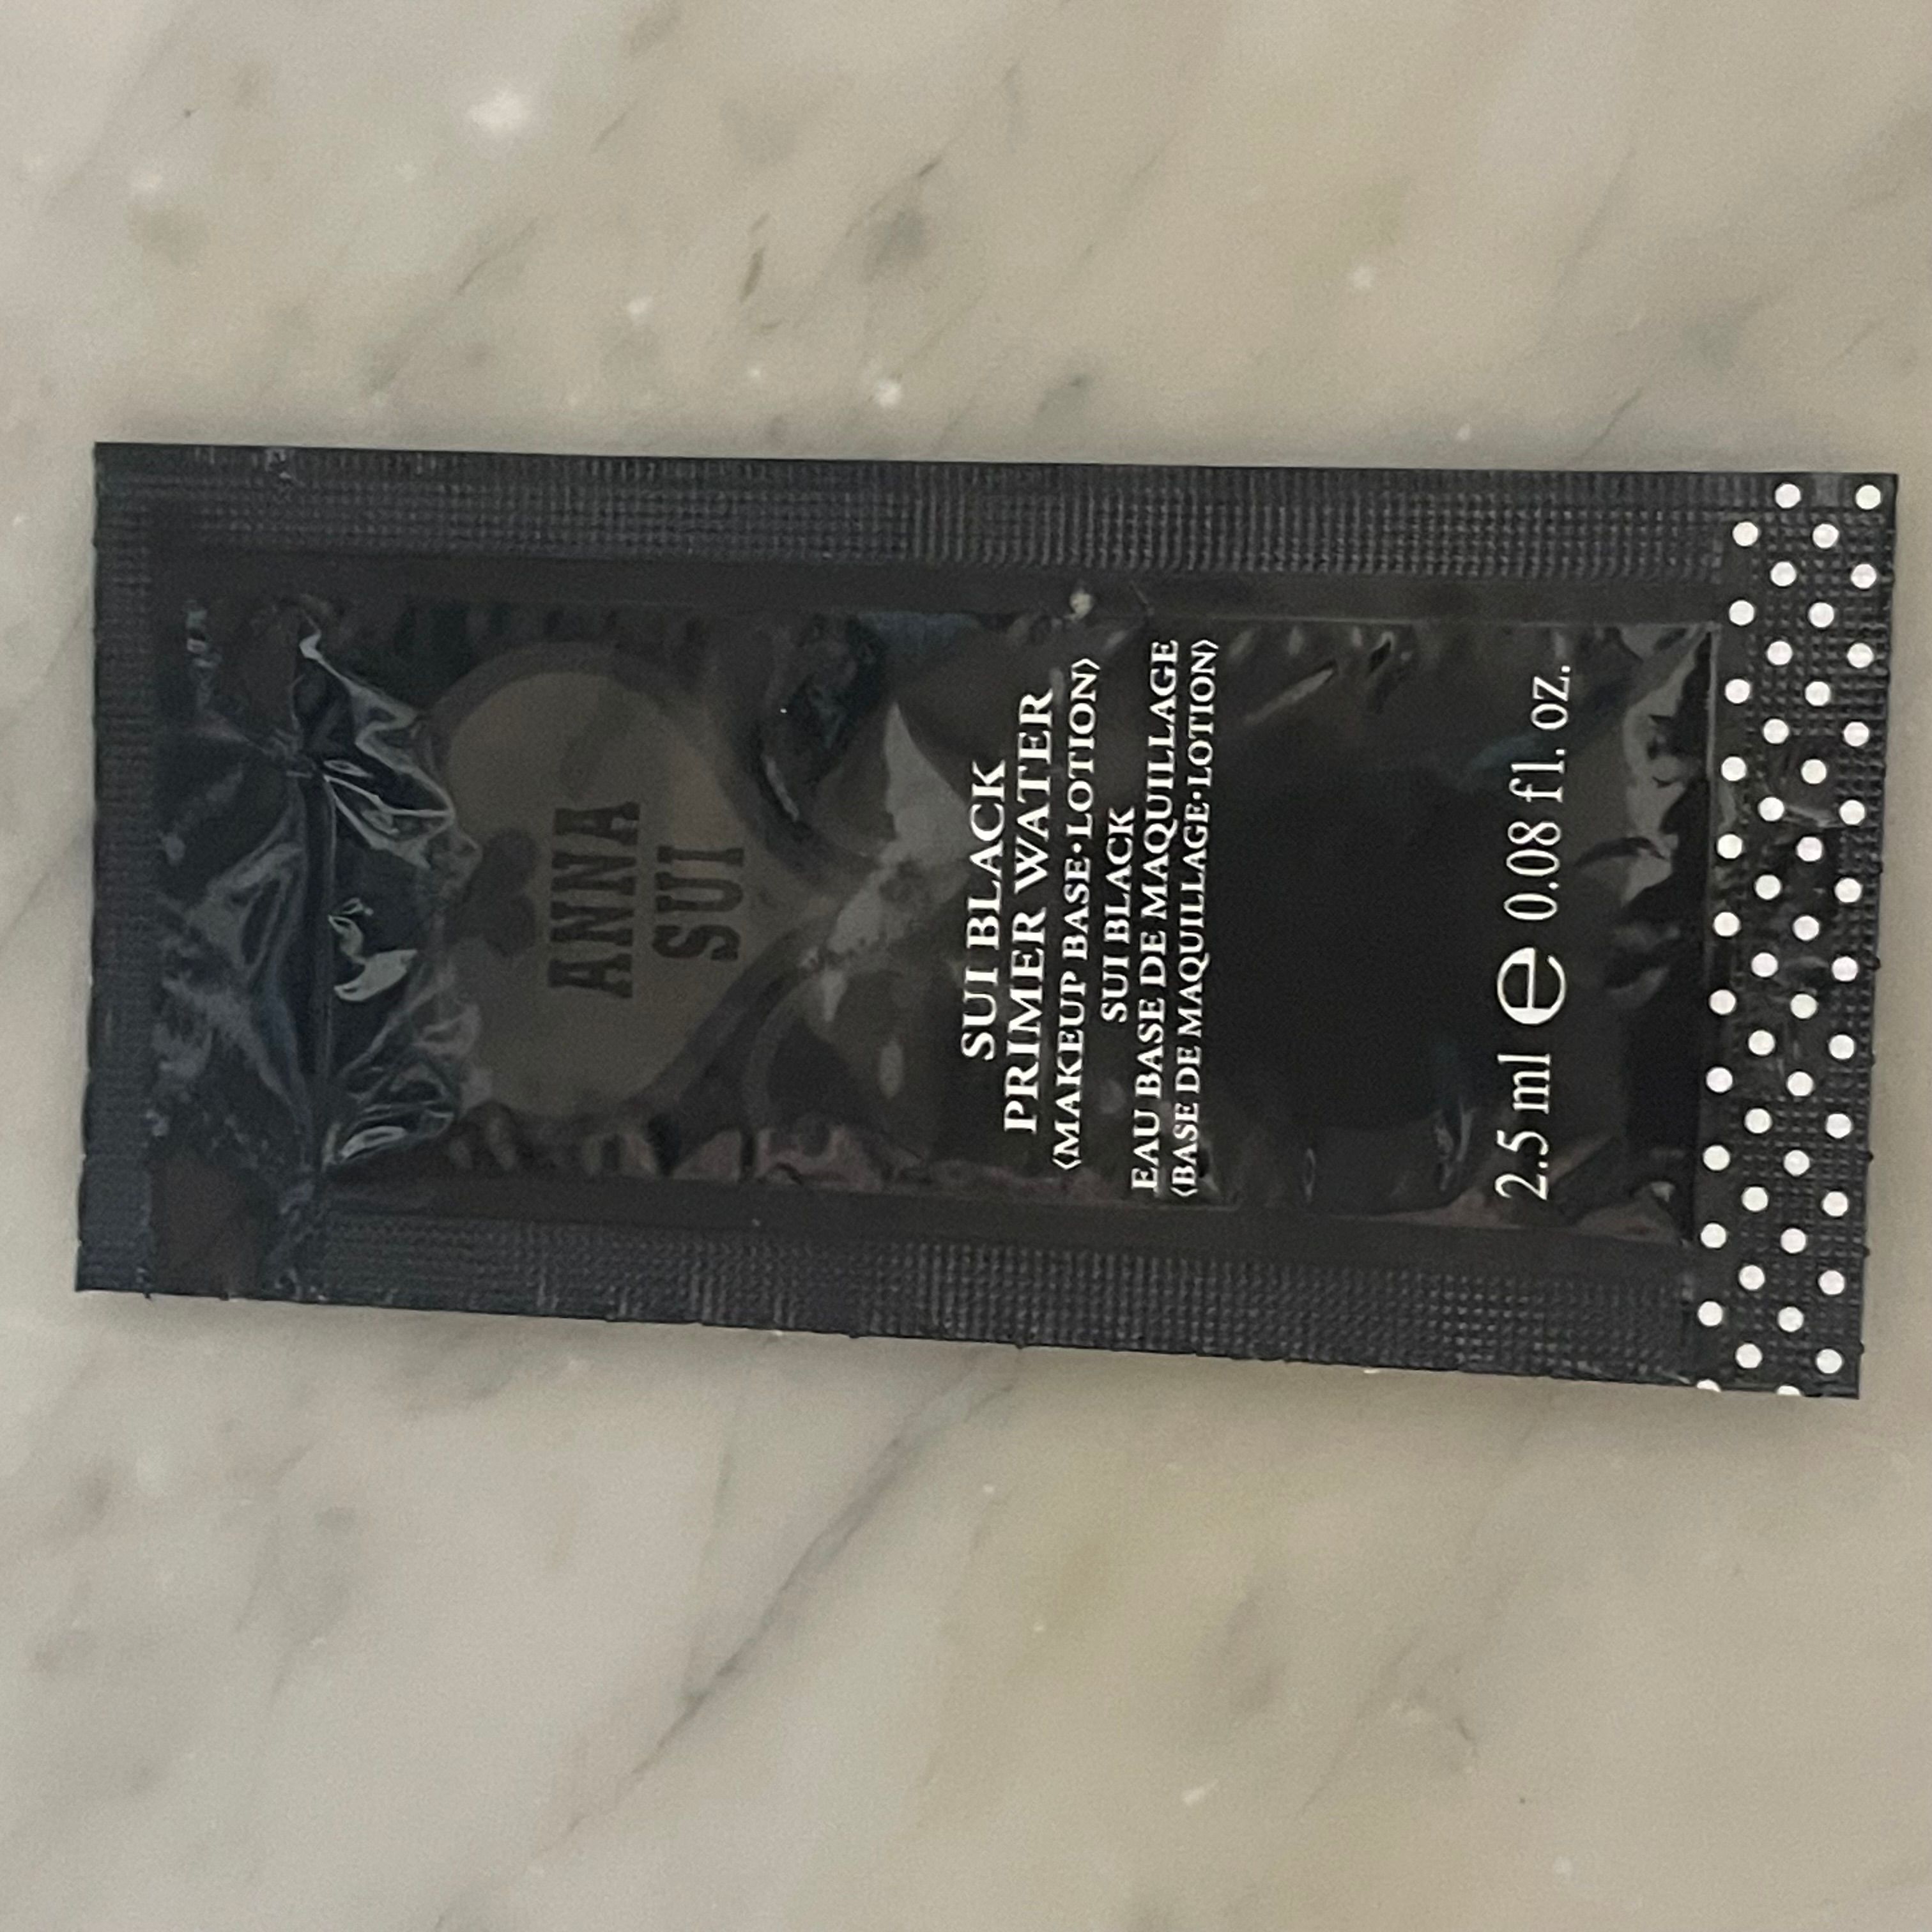 ANNA
SUI
SUI BLACK
PRIMER WATER
〈MAKEUP BASE•LOTION〉
SUI BLACK
EAU BASE DE MAQUILLAGE
〈BASE DE MAQUILLAGE•LOTION〉
2.5 ml e 0.08 fl. oz.